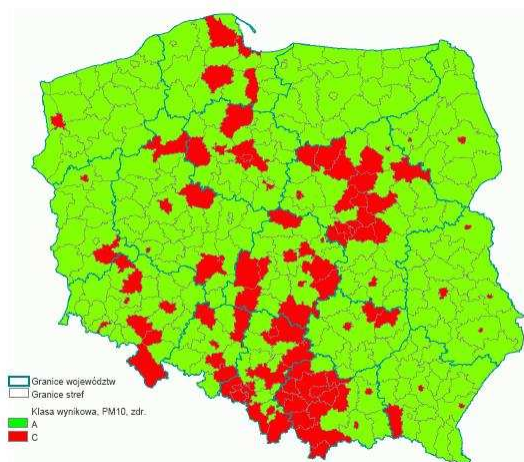 Granice województw
Granice stref
Klasa wynikowa, PM10, zdr.
A
C